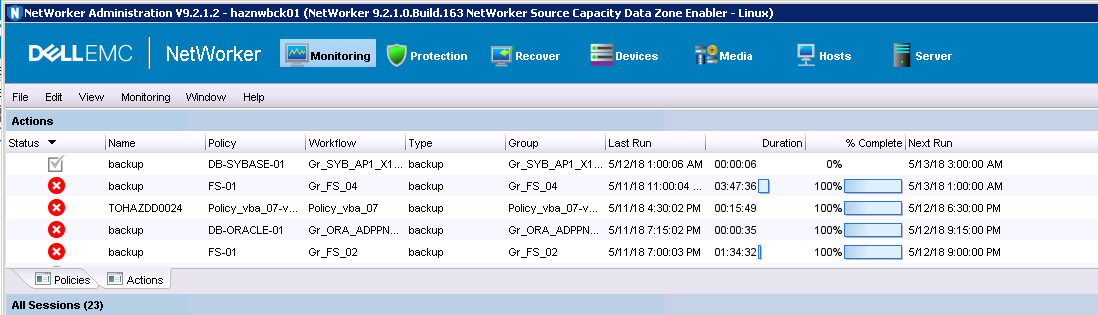 NetWorker Administration V9.2.1.2 - haznwbck01 (NetWorker 9.2.1.0.Build.163 NetWorker Source Capacity Data Zone Enabler - Linux)
DELLEMC NetWorker Monitoring Protection Recover Devices Media Hosts Server
File Edit View Monitoring Window Help
Actions
Status Name Policy Workflow Type Group Last Run Duration % Complete Next Run
backup DB-SYBASE-01 Gr_SYB_AP1_X1... backup Gr_SYB_AP1_X1... 5/12/18 1:00:06 AM 00:00:06 0% 5/13/18 3:00:00 AM
backup FS-01 Gr_FS_04 backup Gr_FS_04 5/11/18 11:00:04 ... 03:47:36 100% 5/13/18 1:00:00 AM
TOHAZDD0024 Policy_vba_07-v... Policy_vba_07 backup Policy_vba_07-v... 5/11/18 4:30:02 PM 00:15:49 100% 5/12/18 6:30:00 PM
backup DB-ORACLE-01 Gr_ORA_ADPPN... backup Gr_ORA_ADPPN... 5/11/18 7:15:02 PM 00:00:35 100% 5/12/18 9:15:00 PM
backup FS-01 Gr_FS_02 backup Gr_FS_02 5/11/18 7:00:03 PM 01:34:32 100% 5/12/18 9:00:00 PM
Policies Actions
All Sessions (23)